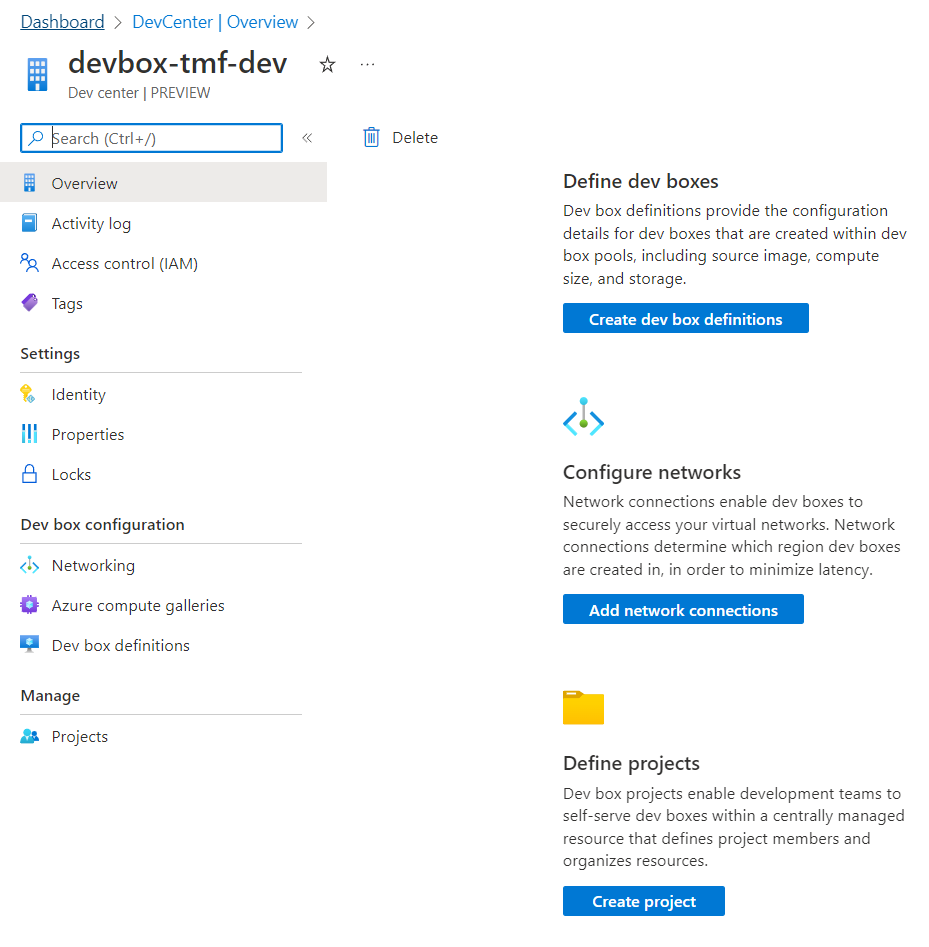 Dashboard > DevCenter | Overview >
devbox-tmf-dev
Dev center | PREVIEW
Search (Ctrl+/)
«
Delete
Overview
Activity log
Access control (IAM)
Tags
Settings
Identity
Properties
Locks
Dev box configuration
Networking
Azure compute galleries
Dev box definitions
Manage
Projects
Define dev boxes
Dev box definitions provide the configuration
details for dev boxes that are created within dev
box pools, including source image, compute
size, and storage.
Create dev box definitions
Configure networks
Network connections enable dev boxes to
securely access your virtual networks. Network
connections determine which region dev boxes
are created in, in order to minimize latency.
Add network connections
Define projects
Dev box projects enable development teams to
self-serve dev boxes within a centrally managed
resource that defines project members and
organizes resources.
Create project